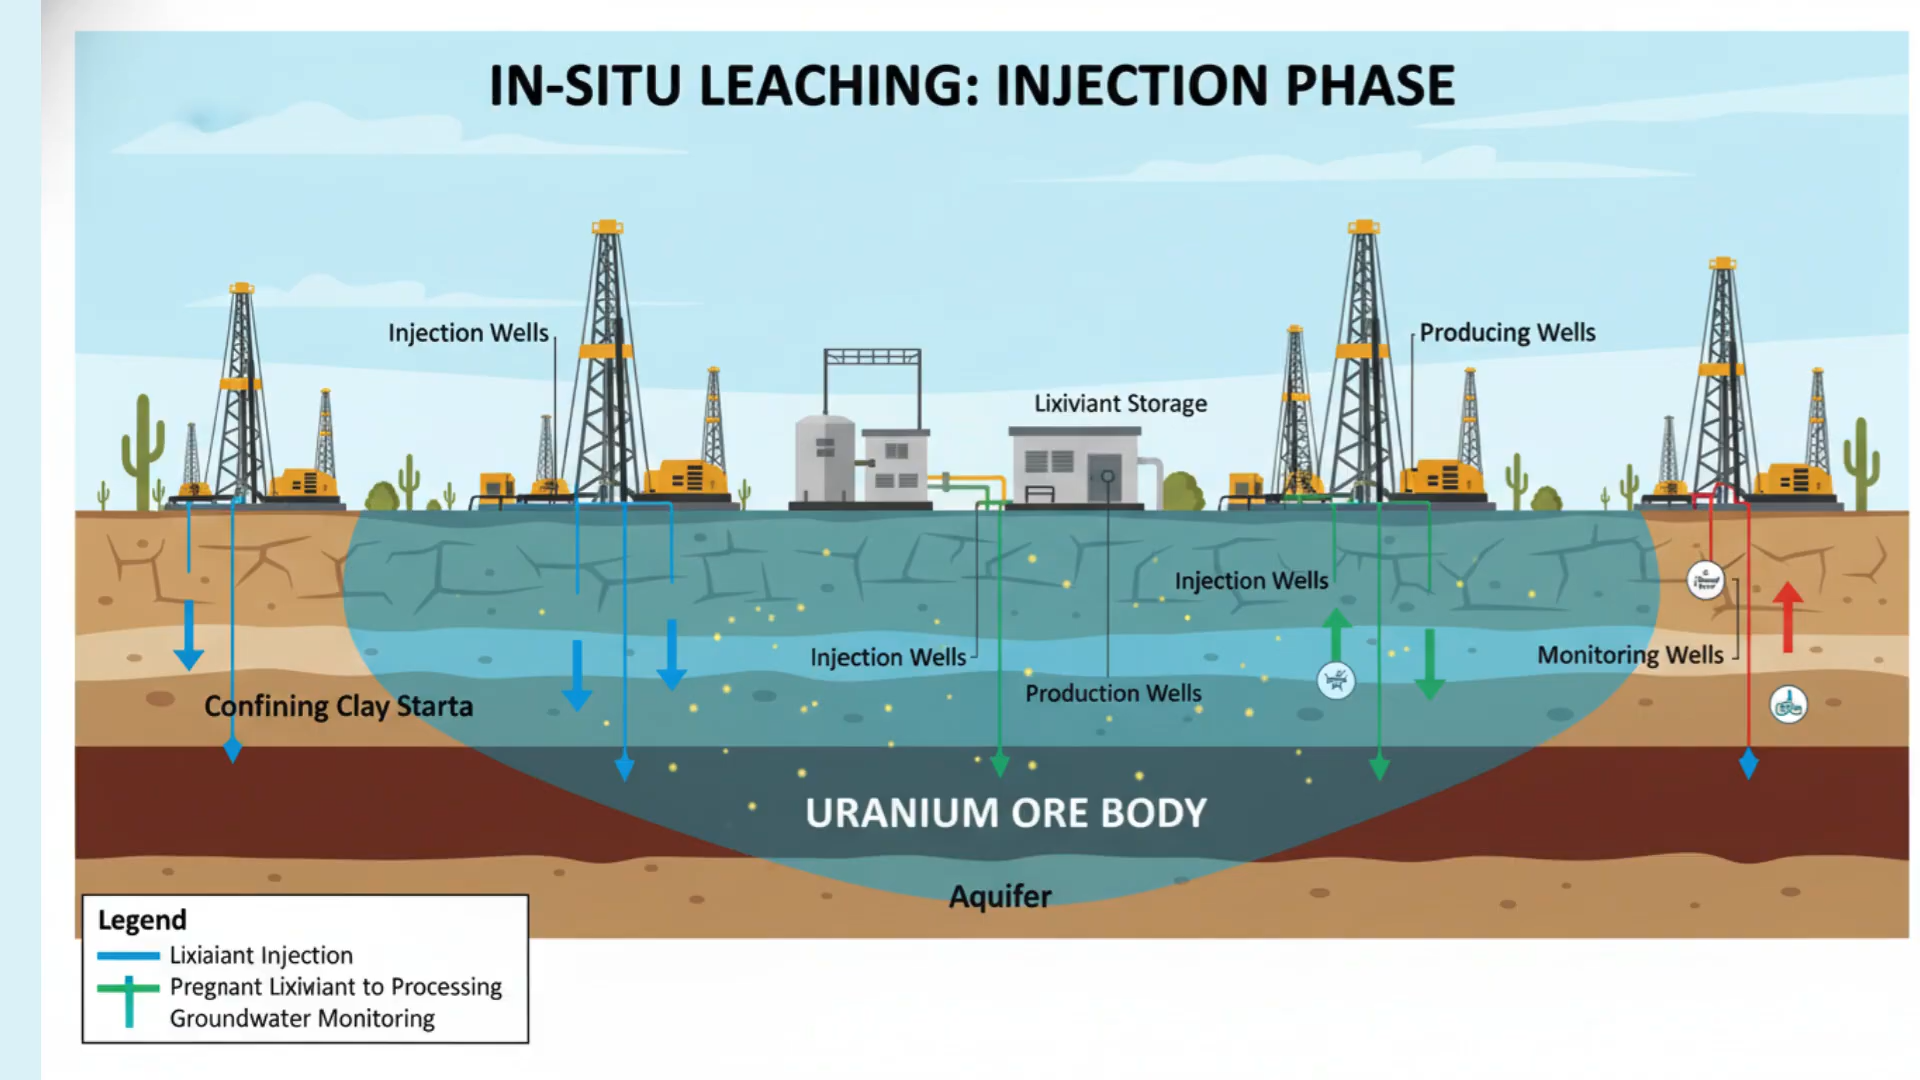 IN-SITU LEACHING: INJECTION PHASE
Injection Wells
Producing Wells
Lixiviant Storage
Injection Wells
Injection Wells
Monitoring Wells
Production Wells
Confining Clay Starta
URANIUM ORE BODY
Aquifer
Legend
Lixiaiant Injection
Pregnant Lixiwiant to Processing
Groundwater Monitoring